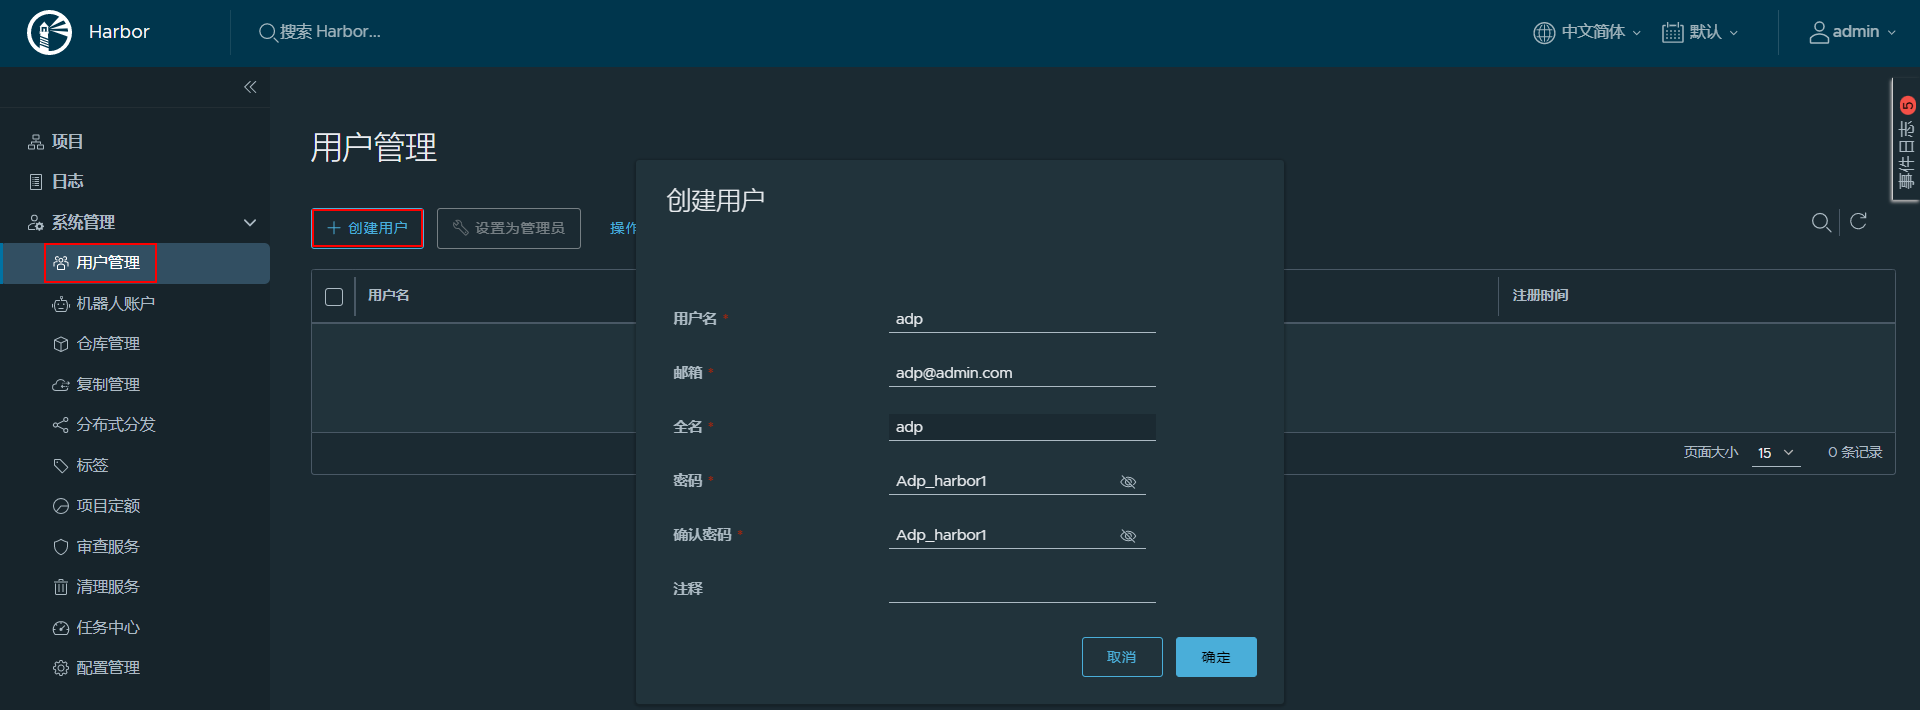 Harbor
搜索 Harbor...
中文简体
默认
admin
项目
日志
系统管理
用户管理
机器人账户
仓库管理
复制管理
分布式分发
标签
项目定额
审查服务
清理服务
任务中心
配置管理
用户管理
创建用户
设置为管理员
操作
用户名
注册时间
页面大小
15
0 条记录
创建用户
用户名 *
adp
邮箱 *
adp@admin.com
全名 *
adp
密码 *
Adp_harbor1
确认密码 *
Adp_harbor1
注释
取消
确定
事件日志 5